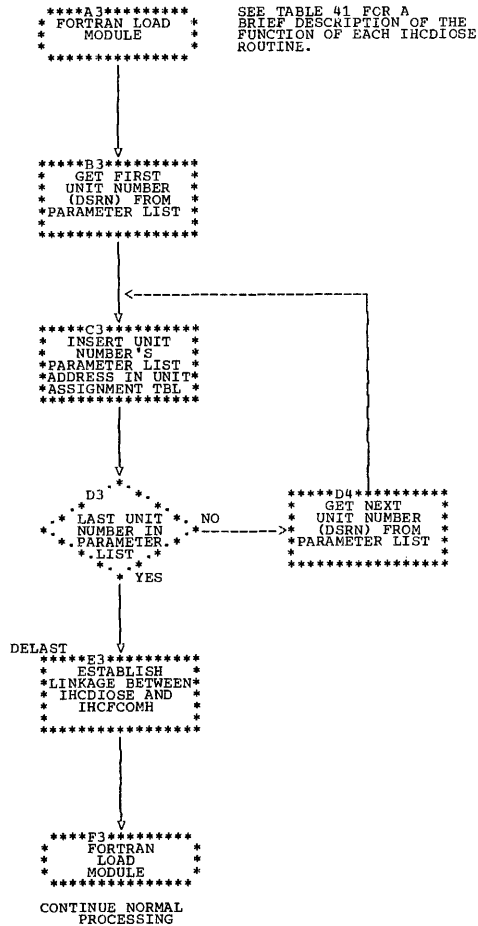 ****A3*********
* FORTRAN LOAD *
* MODULE *
* *
***************
SEE TABLE 41 FOR A
BRIEF DESCRIPTION OF THE
FUNCTION OF EACH IHCDIOSE
ROUTINE.
*****B3**********
* GET FIRST *
* UNIT NUMBER *
* (DSRN) FROM *
*PARAMETER LIST *
* *
*****************
*****C3**********
* INSERT UNIT *
* NUMBER'S *
*PARAMETER LIST *
*ADDRESS IN UNIT*
*ASSIGNMENT TBL *
*****************
D3
LAST UNIT
NUMBER IN
PARAMETER
LIST
NO
YES
*****D4**********
* GET NEXT *
* UNIT NUMBER *
* (DSRN) FROM *
*PARAMETER LIST *
* *
*****************
DELAST
*****E3**********
* ESTABLISH *
*LINKAGE BETWEEN*
* IHCDIOSE AND *
* IHCFCOMH *
* *
*****************
****F3*********
* FORTRAN *
* LOAD *
* MODULE *
***************
CONTINUE NORMAL
PROCESSING